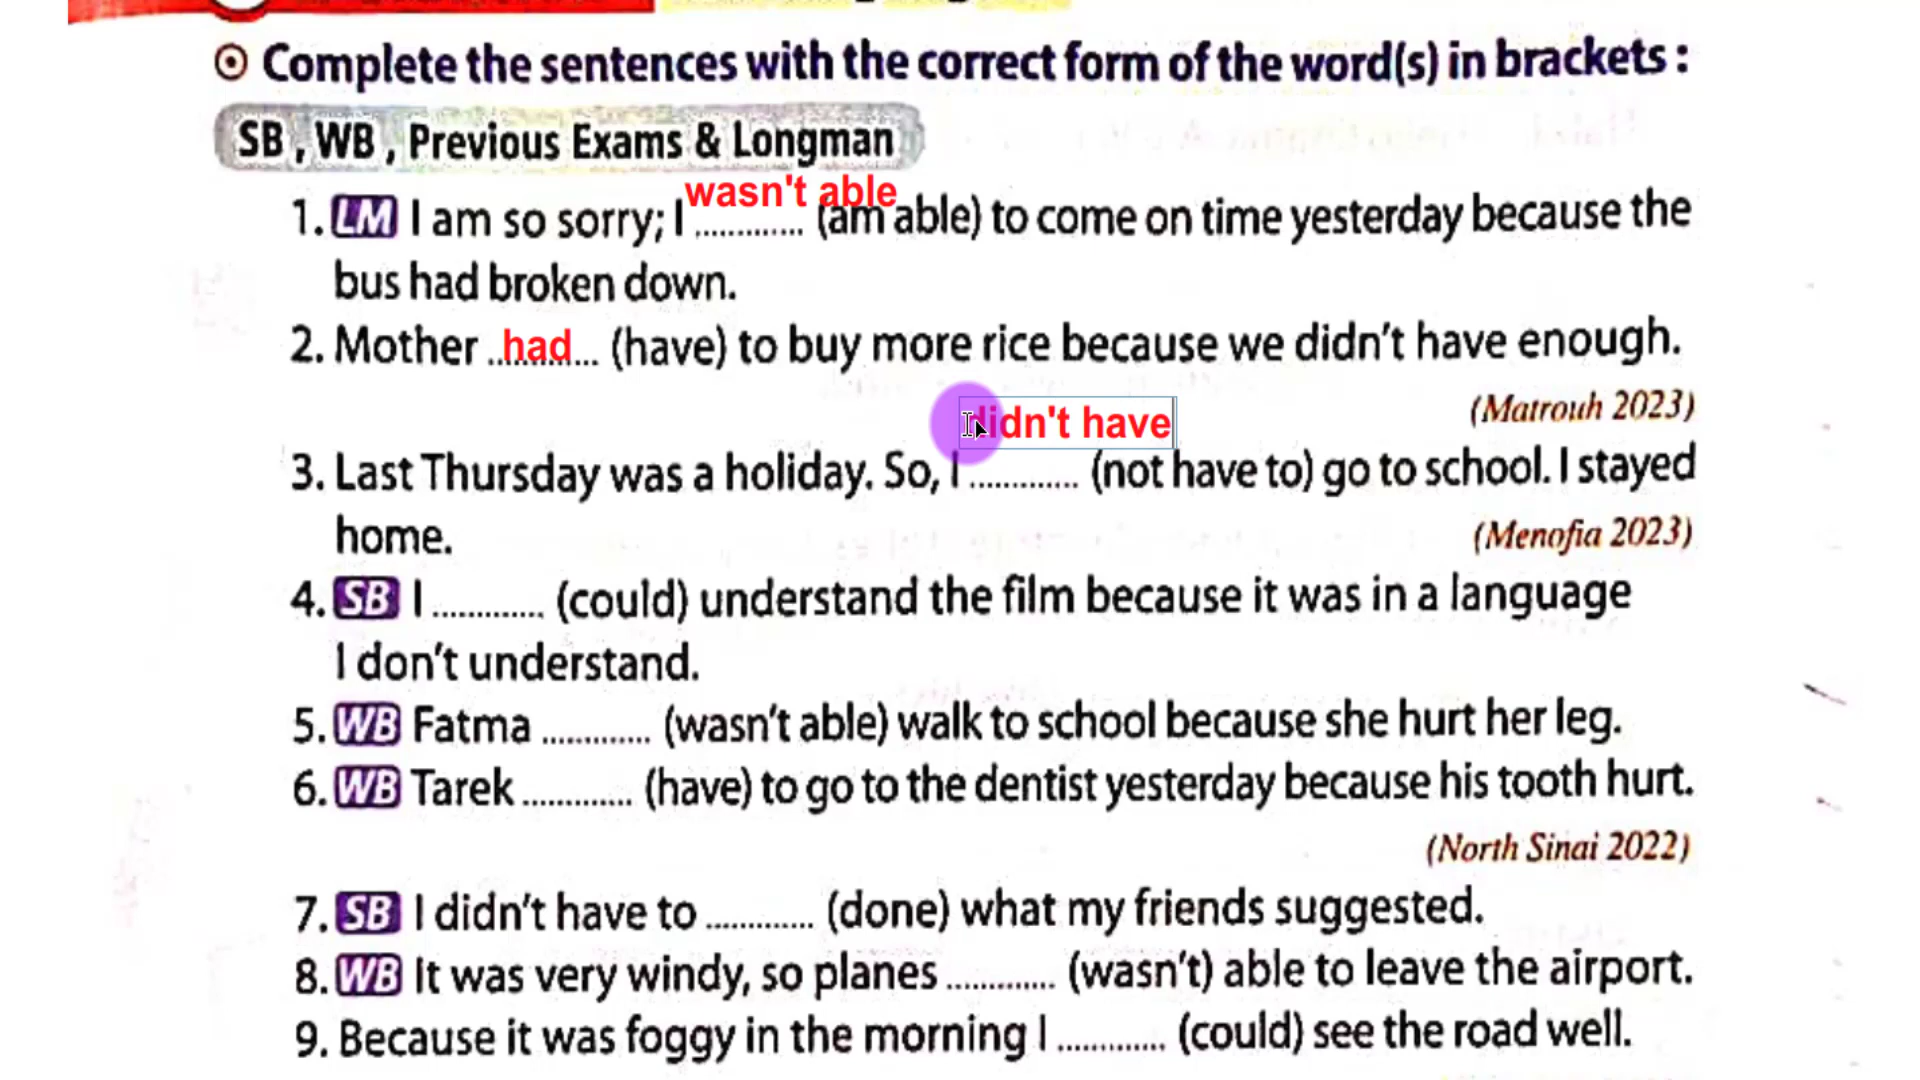 Complete the sentences with the correct form of the word(s) in brackets :
SB , WB , Previous Exams & Longman
wasn't able
1. LM I am so sorry; I ............. (am able) to come on time yesterday because the
bus had broken down.
2. Mother ..had... (have) to buy more rice because we didn't have enough.
(Matrouh 2023)
didn't have
3. Last Thursday was a holiday. So, I ............. (not have to) go to school. I stayed
home.
(Menofia 2023)
4. SB I ............. (could) understand the film because it was in a language
I don't understand.
5. WB Fatma ............. (wasn't able) walk to school because she hurt her leg.
6. WB Tarek ............. (have) to go to the dentist yesterday because his tooth hurt.
(North Sinai 2022)
7. SB I didn't have to ............. (done) what my friends suggested.
8. WB It was very windy, so planes ............. (wasn't) able to leave the airport.
9. Because it was foggy in the morning I ............. (could) see the road well.